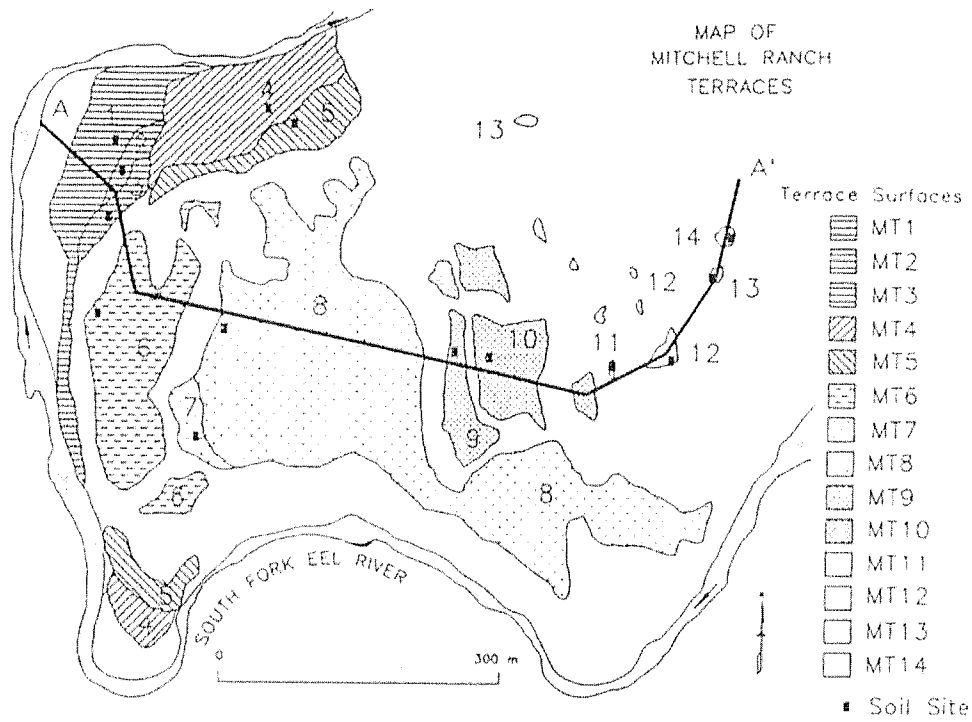 MAP OF
MITCHELL RANCH
TERRACES
A
1
4
5
13
A'
14
12
13
8
6
10
11
12
7
9
6
8
5
4
SOUTH FORK EEL RIVER
0
300 m
Terrace Surfaces
MT1
MT2
MT3
MT4
MT5
MT6
MT7
MT8
MT9
MT10
MT11
MT12
MT13
MT14
Soil Site